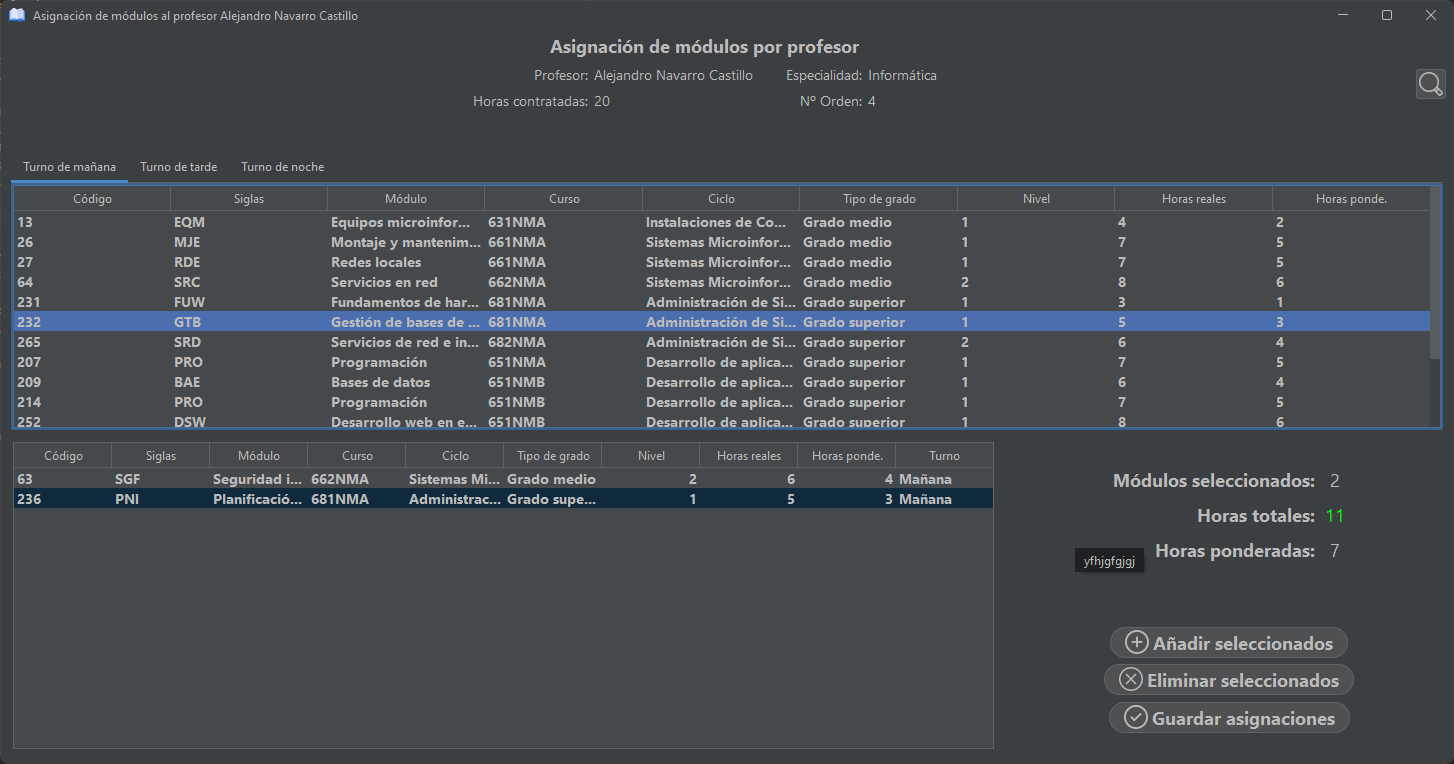 Asignación de módulos al profesor Alejandro Navarro Castillo
Asignación de módulos por profesor
Profesor: Alejandro Navarro Castillo Especialidad: Informática
Horas contratadas: 20 Nº Orden: 4
Turno de mañana Turno de tarde Turno de noche
Código Siglas Módulo Curso Ciclo Tipo de grado Nivel Horas reales Horas ponde.
13 EQM Equipos microinfor... 631NMA Instalaciones de Co... Grado medio 1 4 2
26 MJE Montaje y mantenim... 661NMA Sistemas Microinfor... Grado medio 1 7 5
27 RDE Redes locales 661NMA Sistemas Microinfor... Grado medio 1 7 5
64 SRC Servicios en red 662NMA Sistemas Microinfor... Grado medio 2 8 6
231 FUW Fundamentos de har... 681NMA Administración de Si... Grado superior 1 3 1
232 GTB Gestión de bases de ... 681NMA Administración de Si... Grado superior 1 5 3
265 SRD Servicios de red e in... 682NMA Administración de Si... Grado superior 2 6 4
207 PRO Programación 651NMA Desarrollo de aplica... Grado superior 1 7 5
209 BAE Bases de datos 651NMB Desarrollo de aplica... Grado superior 1 6 4
214 PRO Programación 651NMB Desarrollo de aplica... Grado superior 1 7 5
252 DSW Desarrollo web en e... 651NMB Desarrollo de aplica... Grado superior 1 8 6
Código Siglas Módulo Curso Ciclo Tipo de grado Nivel Horas reales Horas ponde. Turno
63 SGF Seguridad i... 662NMA Sistemas Mi... Grado medio 2 6 4 Mañana
236 PNI Planificació... 681NMA Administrac... Grado supe... 1 5 3 Mañana
Módulos seleccionados: 2
Horas totales: 11
Horas ponderadas: 7
yfhjgfgjgj
Añadir seleccionados
Eliminar seleccionados
Guardar asignaciones